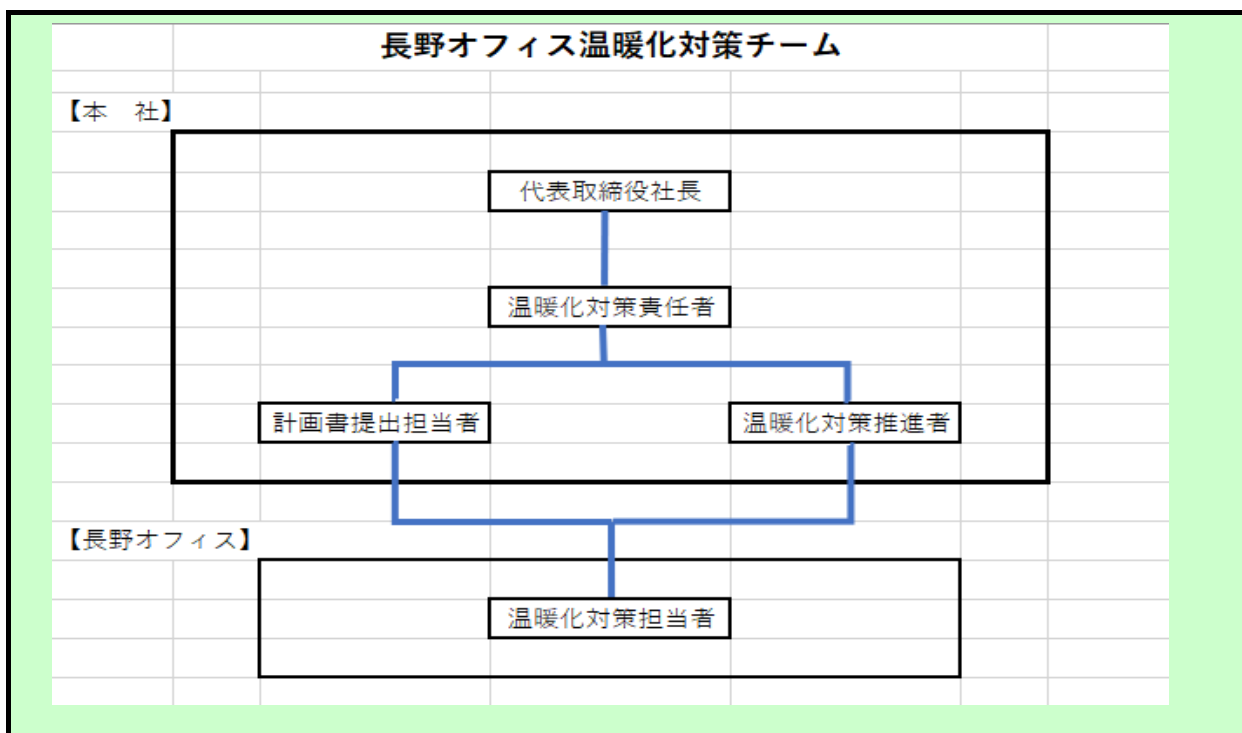 長野オフィス温暖化対策チーム
【本　社】
代表取締役社長
温暖化対策責任者
計画書提出担当者
温暖化対策推進者
【長野オフィス】
温暖化対策担当者